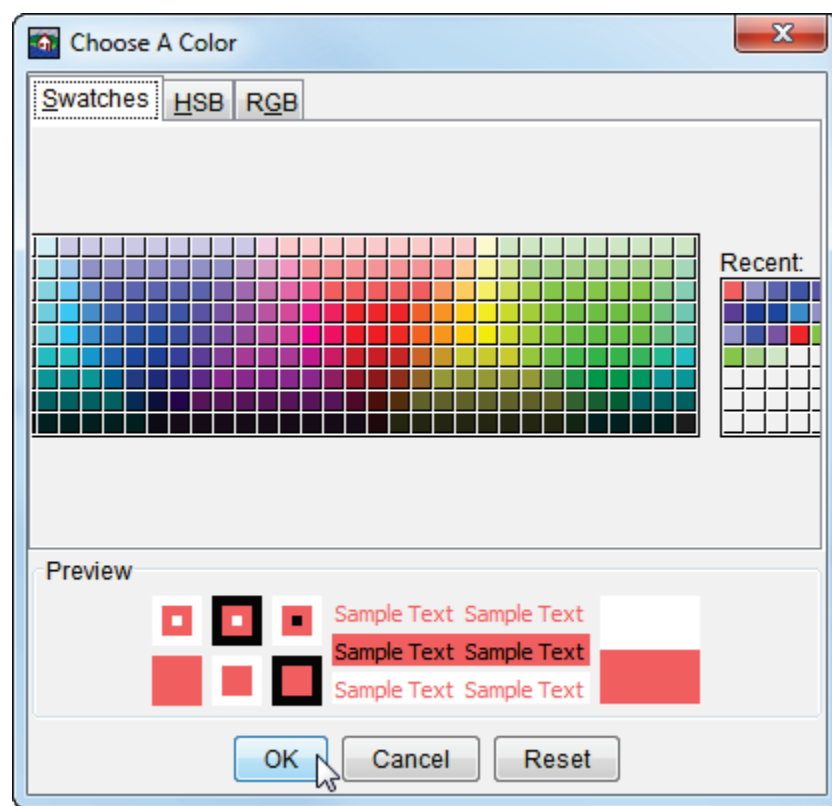 Choose A Color
Swatches HSB RGB
Recent:
Preview
Sample Text Sample Text
Sample Text Sample Text
Sample Text Sample Text
OK Cancel Reset